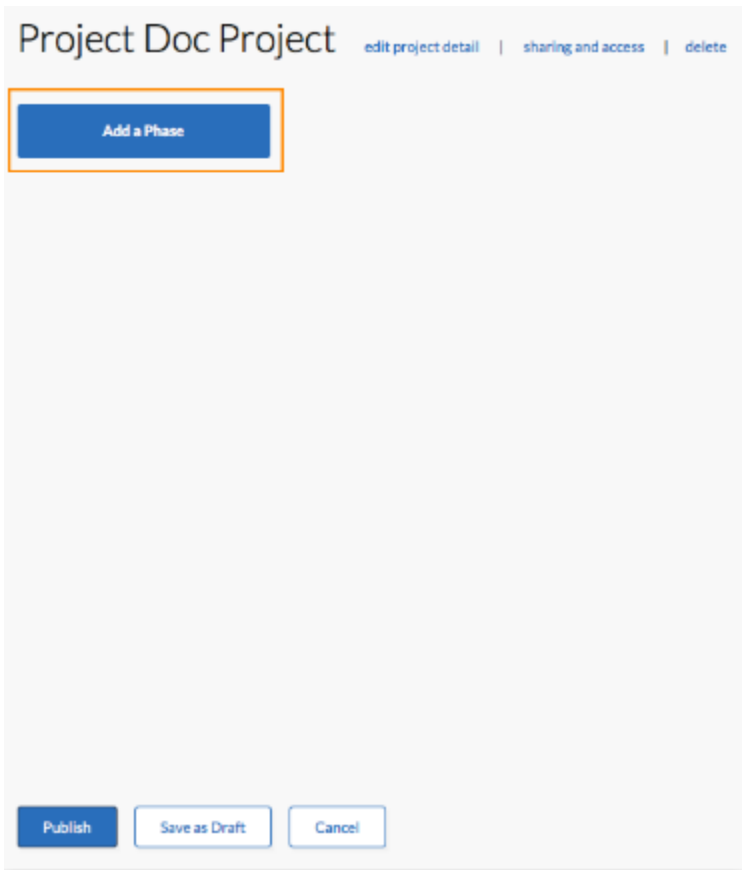 Project Doc Project edit project detail | sharing and access | delete
Add a Phase
Publish Save as Draft Cancel